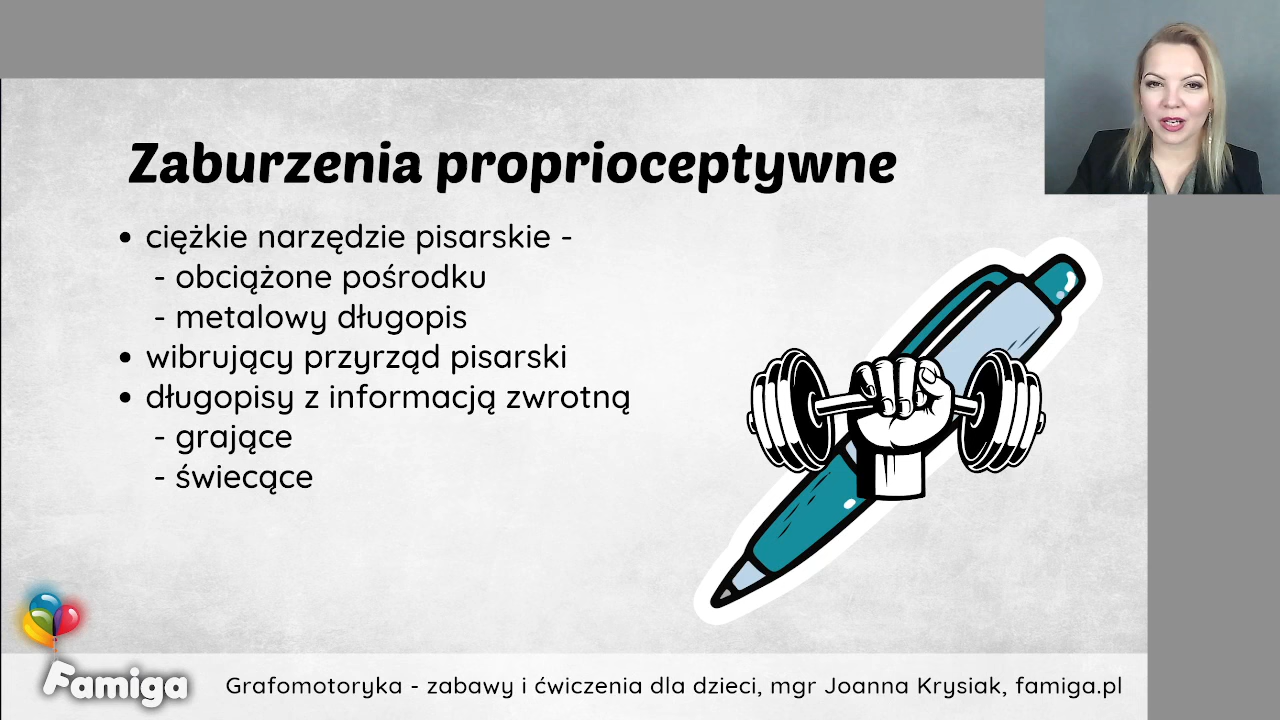 Zaburzenia proprioceptywne
• ciężkie narzędzie pisarskie -
- obciążone pośrodku
- metalowy długopis
• wibrujący przyrząd pisarski
• długopisy z informacją zwrotną
- grające
- świecące
Famiga
Grafomotoryka - zabawy i ćwiczenia dla dzieci, mgr Joanna Krysiak, famiga.pl